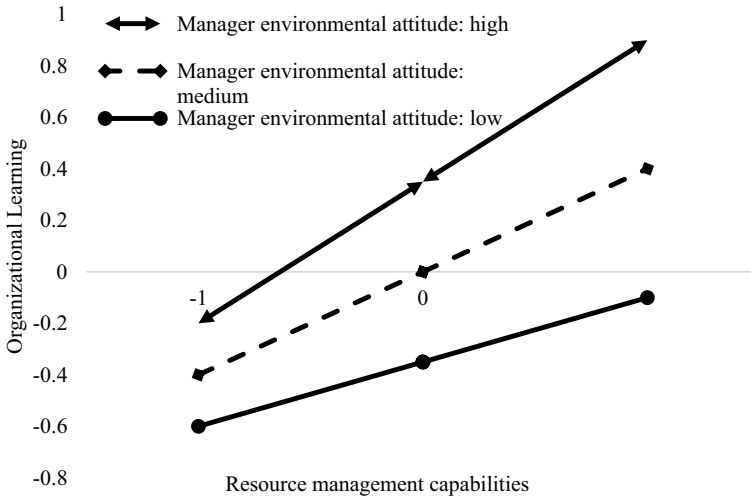 1
Manager environmental attitude: high
0.8
Manager environmental attitude:
medium
0.6
Manager environmental attitude: low
0.4
0.2
0
-0.2
-0.4
-0.6
-0.8
Organizational Learning
-1
0
Resource management capabilities